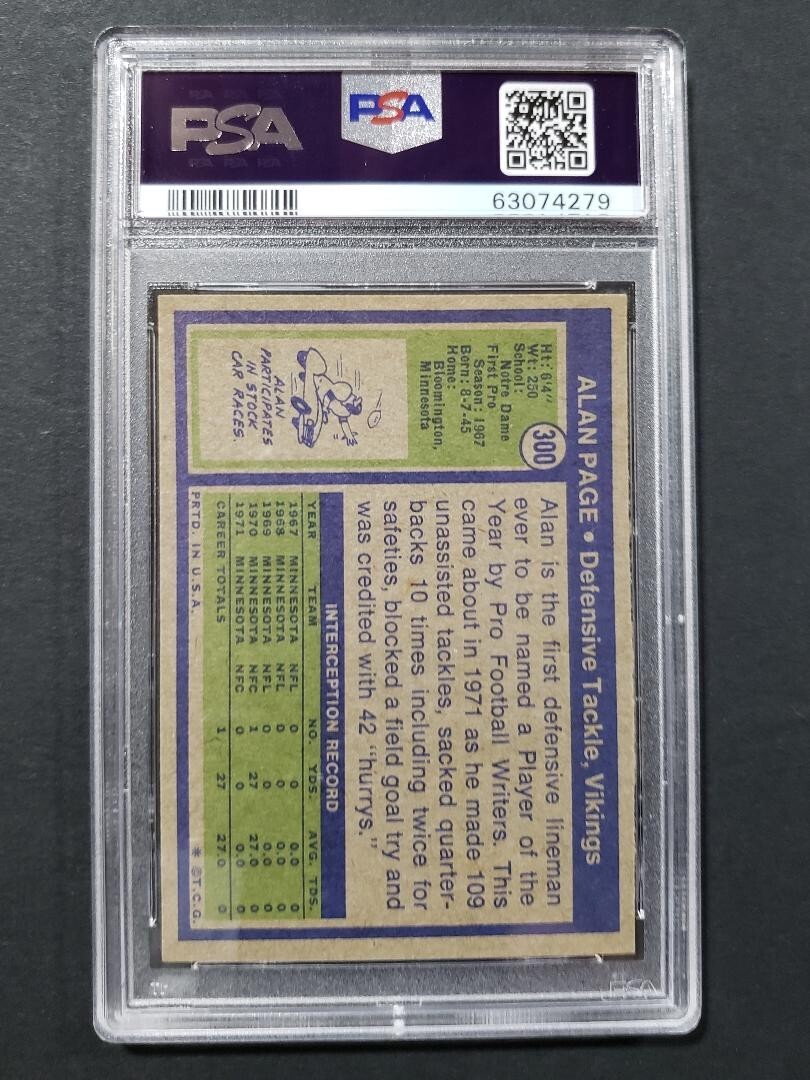 PSA
PSA
63074279
ALAN PAGE • Defensive Tackle, Vikings
300
Ht: 6'4"
Wt: 250
School:
Notre Dame
First Pro
Season: 1967
Born: 8-7-45
Home:
Bloomington,
Minnesota
ALAN
PARTICIPATES
IN STOCK
CAR RACES.
Alan is the first defensive lineman
ever to be named a Player of the
Year by Pro Football Writers. This
came about in 1971 as he made 109
unassisted tackles, sacked quarter-
backs 10 times including twice for
safeties, blocked a field goal try and
was credited with 42 "hurrys."
INTERCEPTION RECORD
YEAR TEAM NO. YDS. AVG. TDS.
1967 MINNESOTA NFL 0 0 0.0 0
1968 MINNESOTA NFL 0 0 0.0 0
1969 MINNESOTA NFL 0 0 0.0 0
1970 MINNESOTA NFC 1 27 27.0 0
1971 MINNESOTA NFC 0 0 0.0 0
CAREER TOTALS 1 27 27.0 0
PRTD. IN U.S.A. * ©T.C.G.
PSA